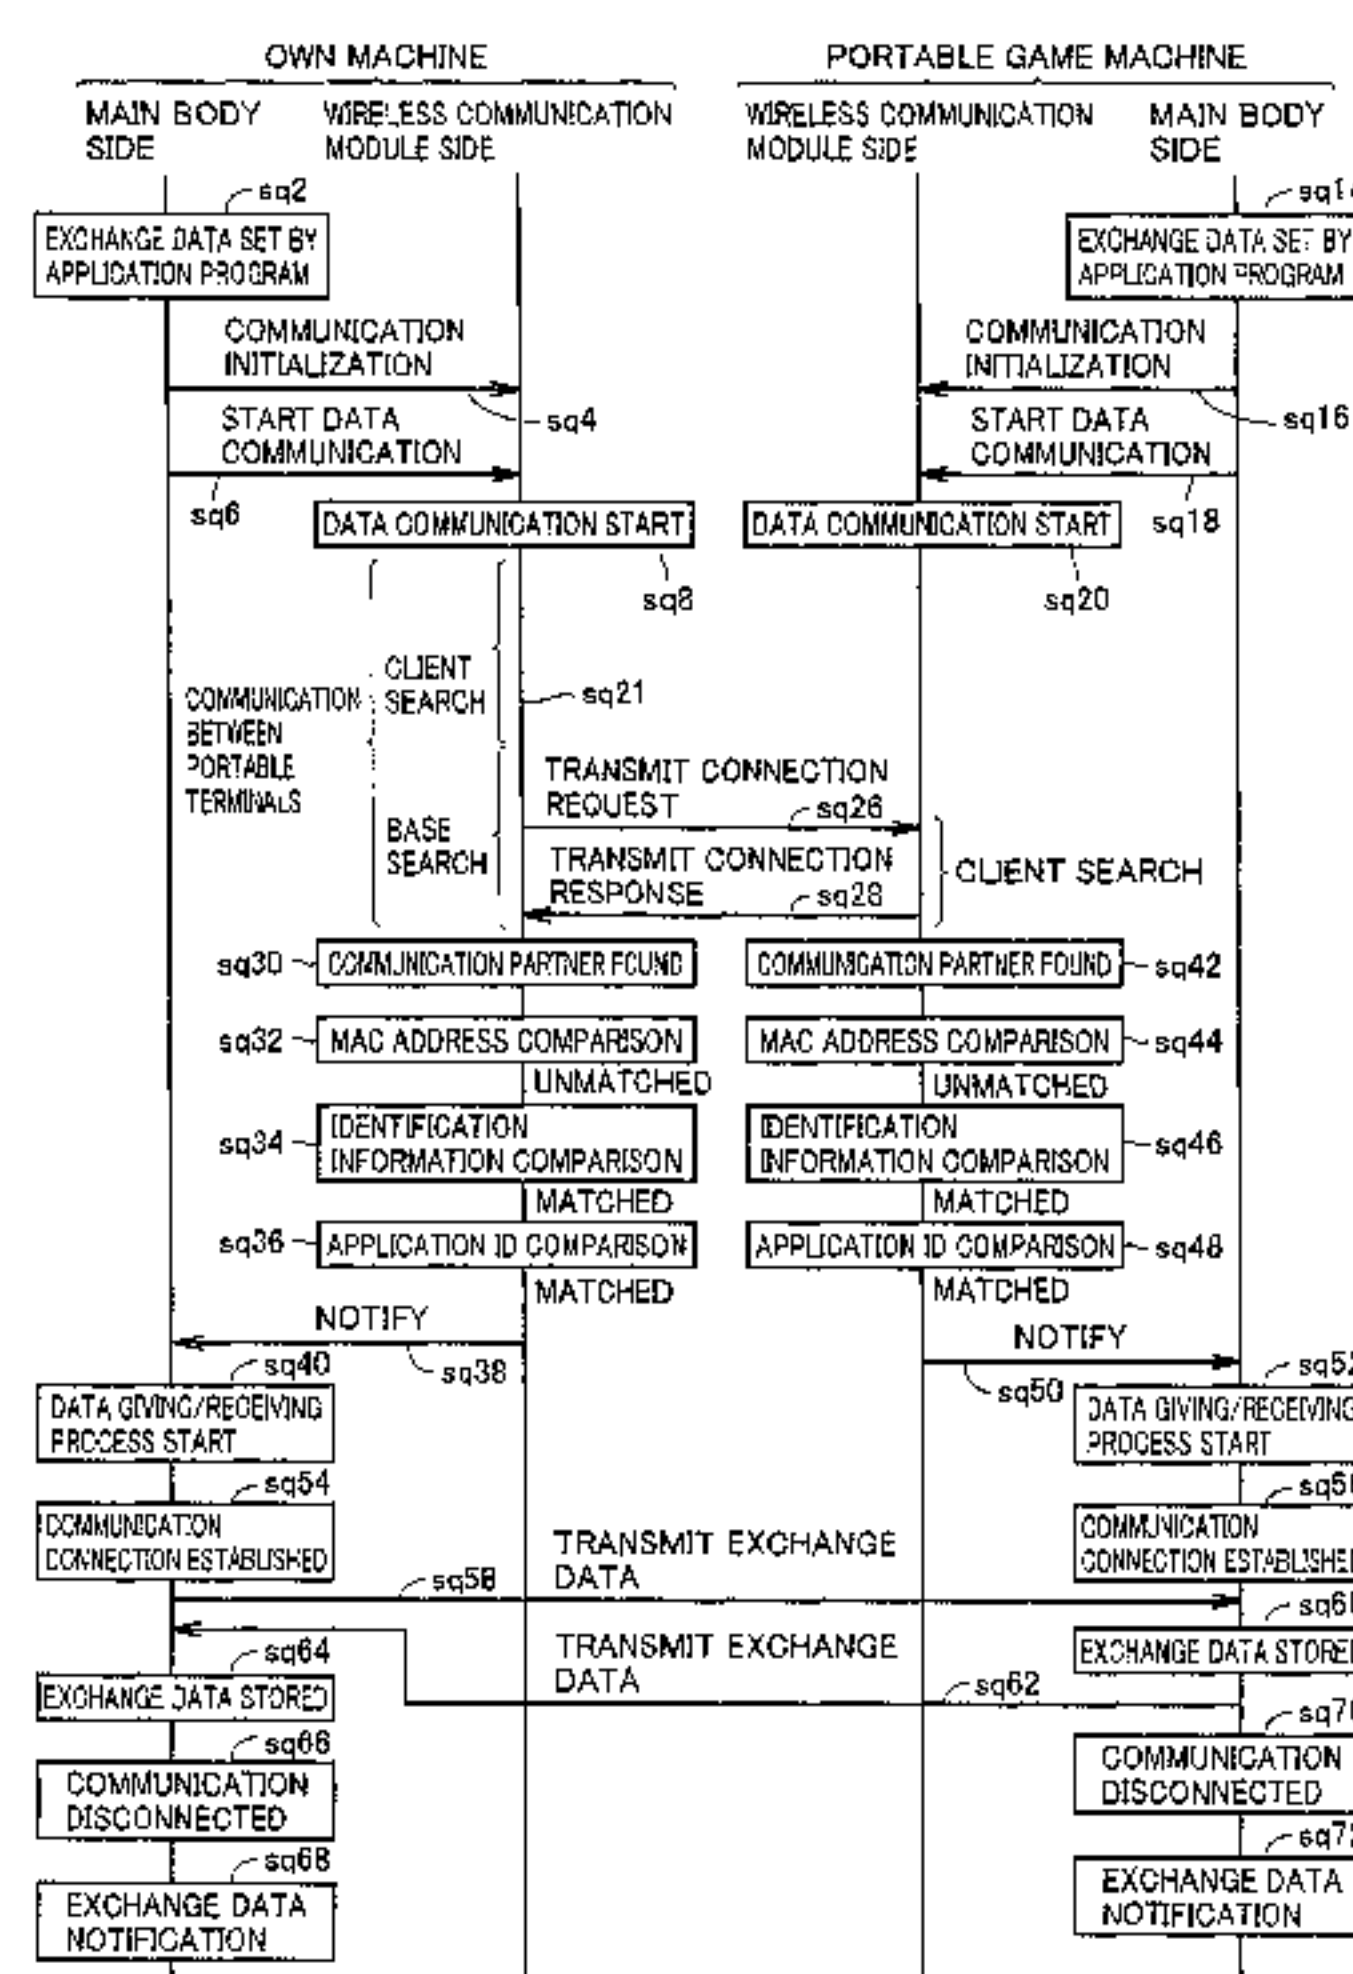 OWN MACHINE
PORTABLE GAME MACHINE
MAIN BODY
SIDE
WIRELESS COMMUNICATION
MODULE SIDE
WIRELESS COMMUNICATION
MODULE SIDE
MAIN BODY
SIDE
sq2
EXCHANGE DATA SET BY
APPLICATION PROGRAM
EXCHANGE DATA SET BY
APPLICATION PROGRAM
COMMUNICATION
INITIALIZATION
COMMUNICATION
INITIALIZATION
sq4
sq16
START DATA
COMMUNICATION
START DATA
COMMUNICATION
sq6
sq18
DATA COMMUNICATION START
DATA COMMUNICATION START
sq8
sq20
CLIENT
SEARCH
sq21
COMMUNICATION
BETWEEN
PORTABLE
TERMINALS
TRANSMIT CONNECTION
REQUEST
sq26
BASE
SEARCH
TRANSMIT CONNECTION
RESPONSE
sq28
CLIENT SEARCH
sq30
COMMUNICATION PARTNER FOUND
COMMUNICATION PARTNER FOUND
sq42
sq32
MAC ADDRESS COMPARISON
MAC ADDRESS COMPARISON
sq44
UNMATCHED
UNMATCHED
sq34
IDENTIFICATION
INFORMATION COMPARISON
IDENTIFICATION
INFORMATION COMPARISON
sq46
MATCHED
MATCHED
sq36
APPLICATION ID COMPARISON
APPLICATION ID COMPARISON
sq48
MATCHED
MATCHED
NOTIFY
NOTIFY
sq38
sq50
sq40
DATA GIVING/RECEIVING
PROCESS START
DATA GIVING/RECEIVING
PROCESS START
sq54
COMMUNICATION
CONNECTION ESTABLISHED
COMMUNICATION
CONNECTION
TRANSMIT EXCHANGE
DATA
sq58
TRANSMIT EXCHANGE
DATA
sq62
sq64
EXCHANGE DATA STORED
EXCHANGE DATA
sq66
COMMUNICATION
DISCONNECTED
COMMUNICATION
DISCONNECTED
sq68
EXCHANGE DATA
NOTIFICATION
EXCHANGE DATA
NOTIFICATION